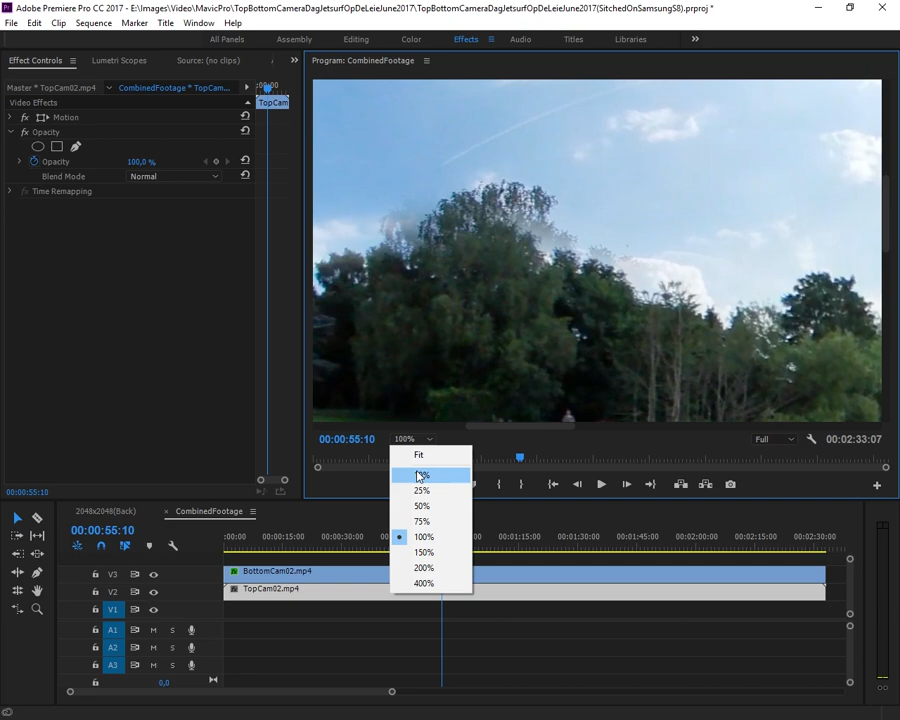 Pr Adobe Premiere Pro CC 2017 - E:\Images\Video\MavicPro\TopBottomCameraDagJetsurfOpDeLeieJune2017\TopBottomCameraDagJetsurfOpDeLeieJune2017(SitchedOnSamsungS8).prproj *
File Edit Clip Sequence Marker Title Window Help
All Panels Assembly Editing Color Effects Audio Titles Libraries
Effect Controls Lumetri Scopes Source: (no clips)
Program: CombinedFootage
Master * TopCam02.mp4 CombinedFootage * TopCam... :00:00
Video Effects TopCam
fx Motion
fx Opacity
Opacity 100,0 %
Blend Mode Normal
fx Time Remapping
00:00:55:10 100% Full 00:02:33:07
Fit
25%
50%
75%
100%
150%
200%
400%
00:00:55:10
2048x2048(Back) × CombinedFootage
00:00:55:10
:00:00 00:00:15:00 00:00:30:00 00:01:15:00 00:01:30:00 00:01:45:00 00:02:00:00 00:02:15:00 00:02:30:00
V3 BottomCam02.mp4
V2 TopCam02.mp4
V1
A1 M S
A2 M S
A3 M S
0,0